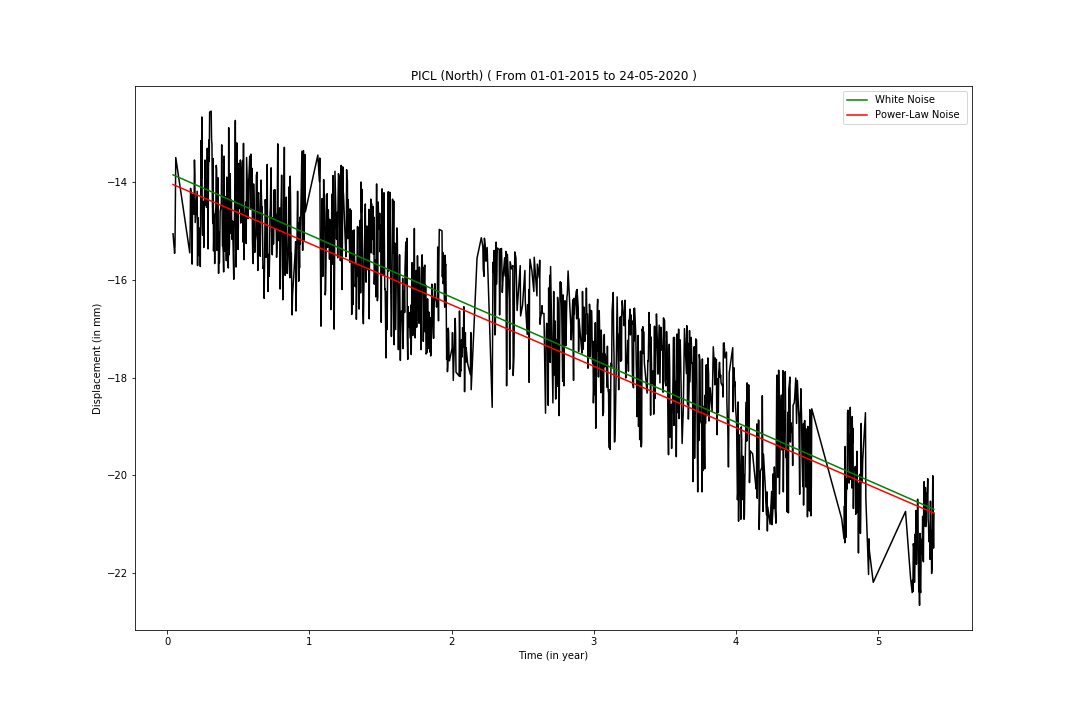 PICL (North) ( From 01-01-2015 to 24-05-2020 )
White Noise
Power-Law Noise
Displacement (in mm)
−14
−16
−18
−20
−22
0 1 2 3 4 5
Time (in year)